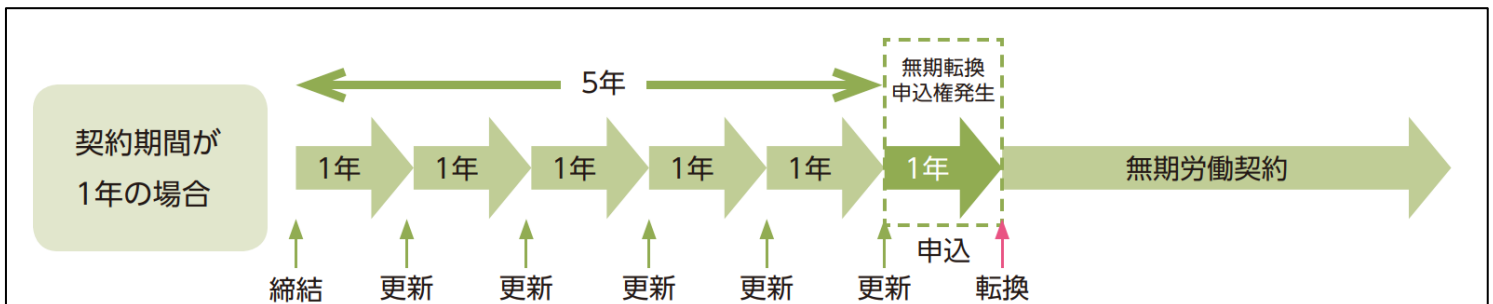 5年
無期転換
申込権発生
契約期間が
1年の場合
1年
1年
1年
1年
1年
1年
無期労働契約
申込
締結
更新
更新
更新
更新
更新
転換